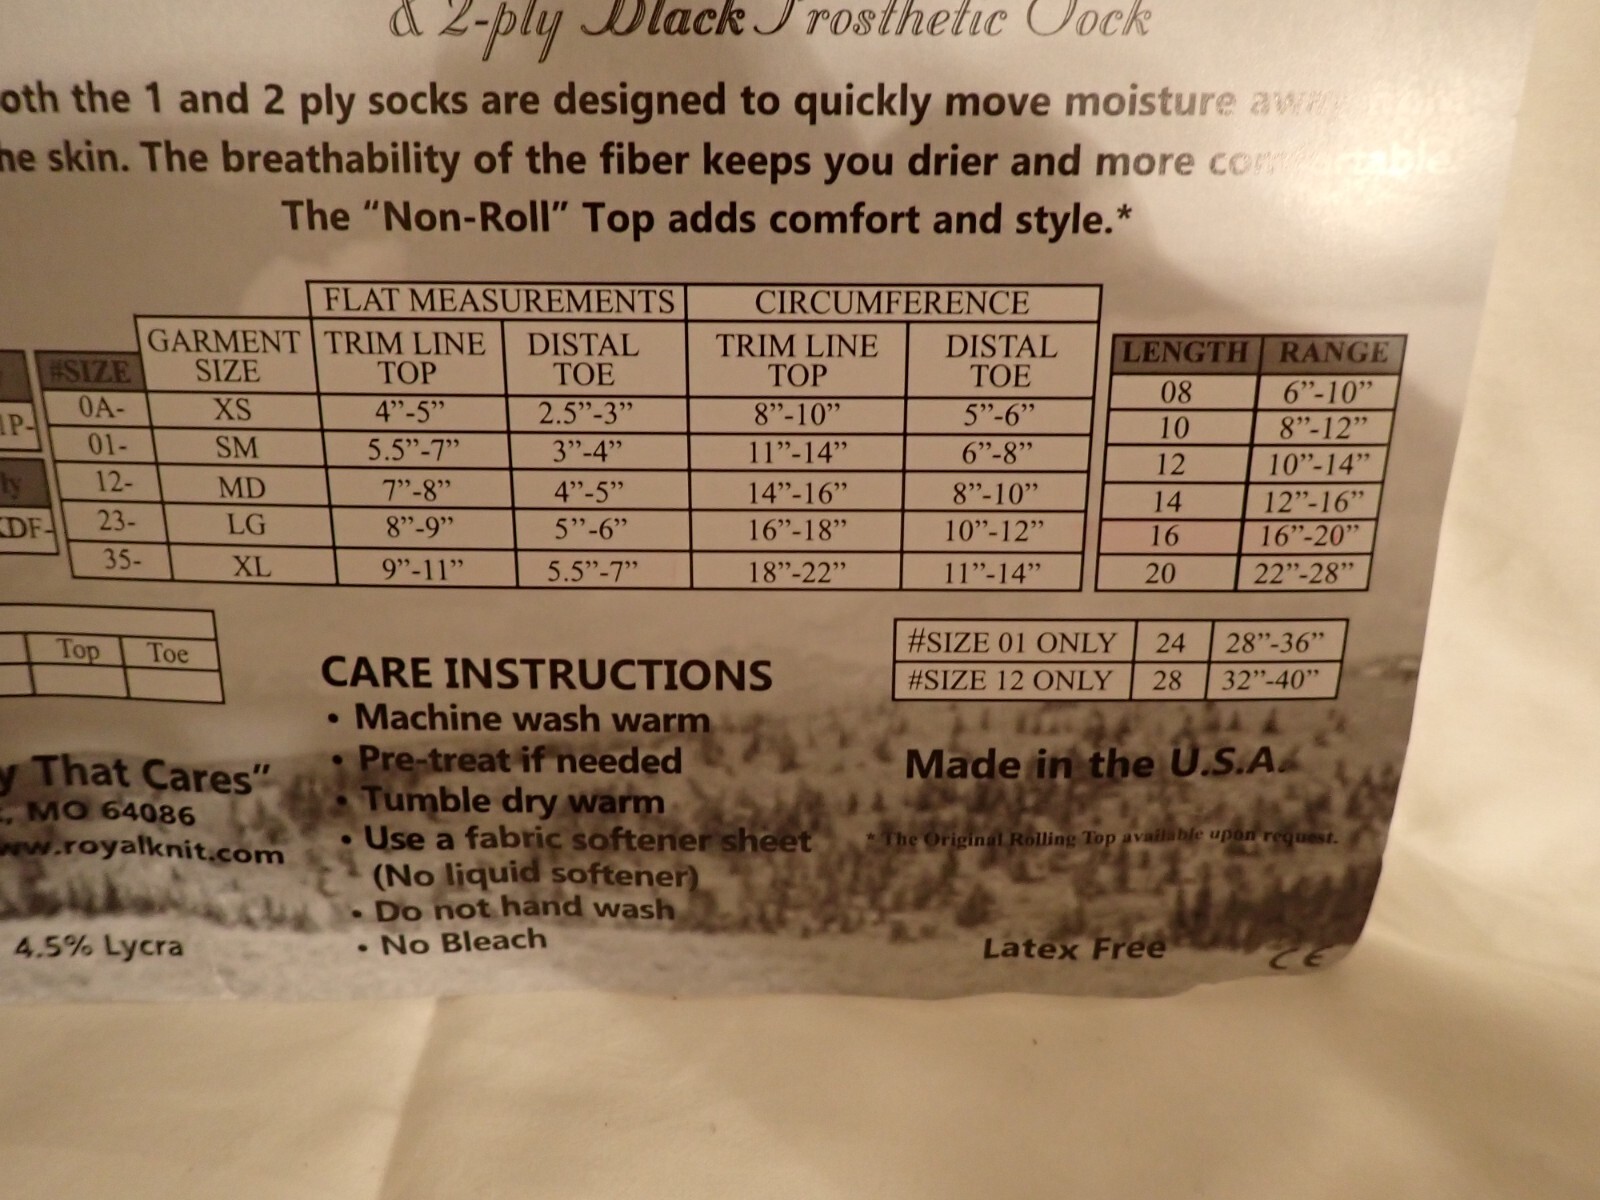 & 2-ply Black Prosthetic Sock
oth the 1 and 2 ply socks are designed to quickly move moisture away
he skin. The breathability of the fiber keeps you drier and more comfortable.
The “Non-Roll” Top adds comfort and style.*
FLAT MEASUREMENTS CIRCUMFERENCE
#SIZE GARMENT SIZE TRIM LINE TOP DISTAL TOE TRIM LINE TOP DISTAL TOE
0A- XS 4”-5” 2.5”-3” 8”-10” 5”-6”
01- SM 5.5”-7” 3”-4” 11”-14” 6”-8”
12- MD 7”-8” 4”-5” 14”-16” 8”-10”
23- LG 8”-9” 5”-6” 16”-18” 10”-12”
35- XL 9”-11” 5.5”-7” 18”-22” 11”-14”
LENGTH RANGE
08 6”-10”
10 8”-12”
12 10”-14”
14 12”-16”
16 16”-20”
20 22”-28”
1P-
ly
KDF-
#SIZE 01 ONLY 24 28”-36”
#SIZE 12 ONLY 28 32”-40”
Top Toe
y That Cares”
, MO 64086
ww.royalknit.com
4.5% Lycra
CARE INSTRUCTIONS
• Machine wash warm
• Pre-treat if needed
• Tumble dry warm
• Use a fabric softener sheet
(No liquid softener)
• Do not hand wash
• No Bleach
Made in the U.S.A.
* The Original Rolling Top available upon request.
Latex Free
CE